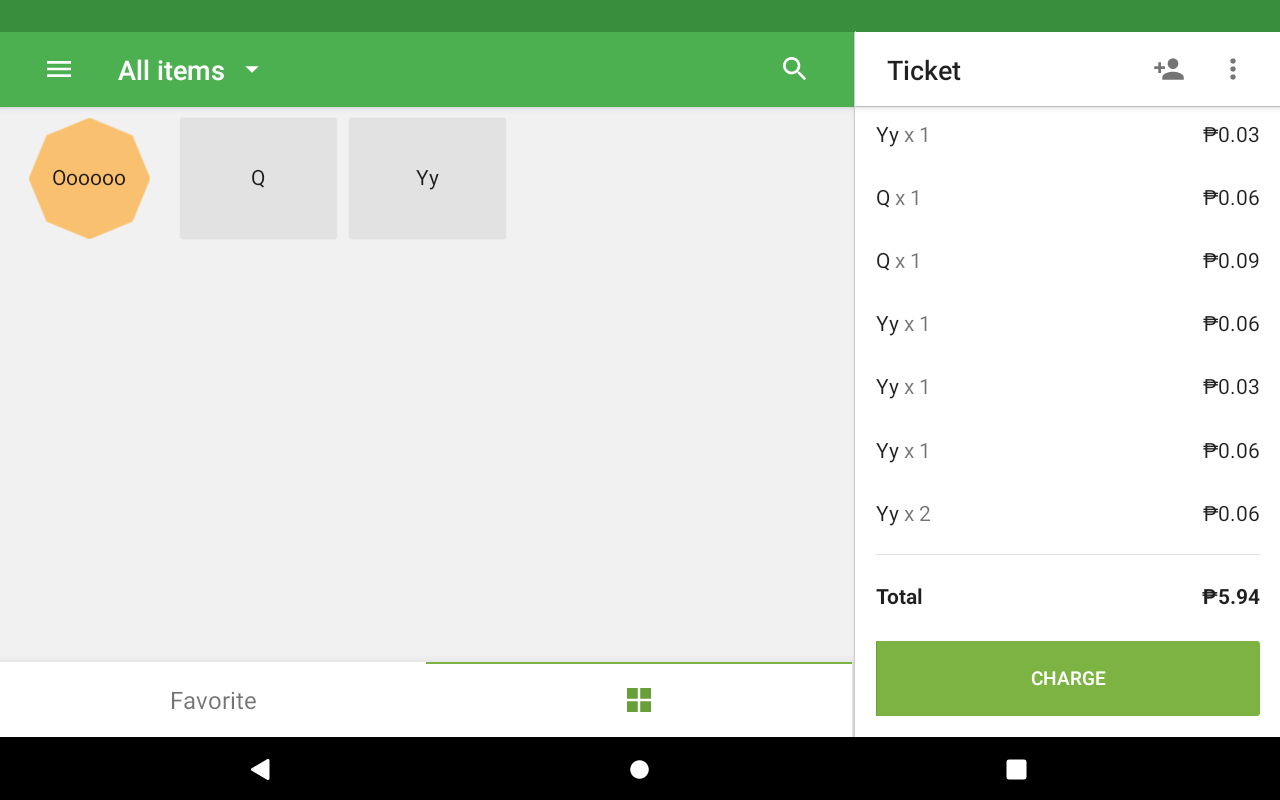 All items
Oooooo
Q
Yy
Favorite
Ticket
Yy x 1 ₱0.03
Q x 1 ₱0.06
Q x 1 ₱0.09
Yy x 1 ₱0.06
Yy x 1 ₱0.03
Yy x 1 ₱0.06
Yy x 2 ₱0.06
Total ₱5.94
CHARGE